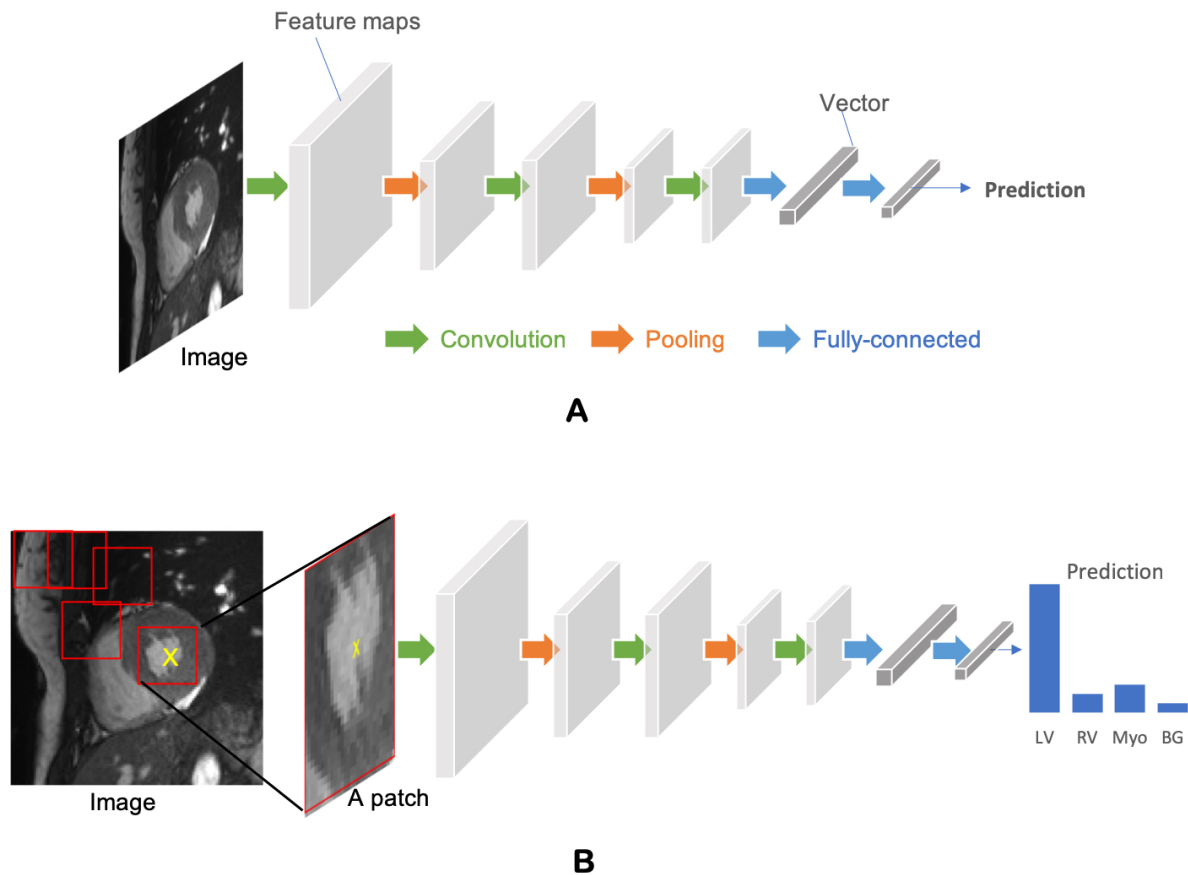 Feature maps
Vector
Prediction
Image
Convolution
Pooling
Fully-connected
A
X
X
Prediction
LV
RV
Myo
BG
Image
A patch
B